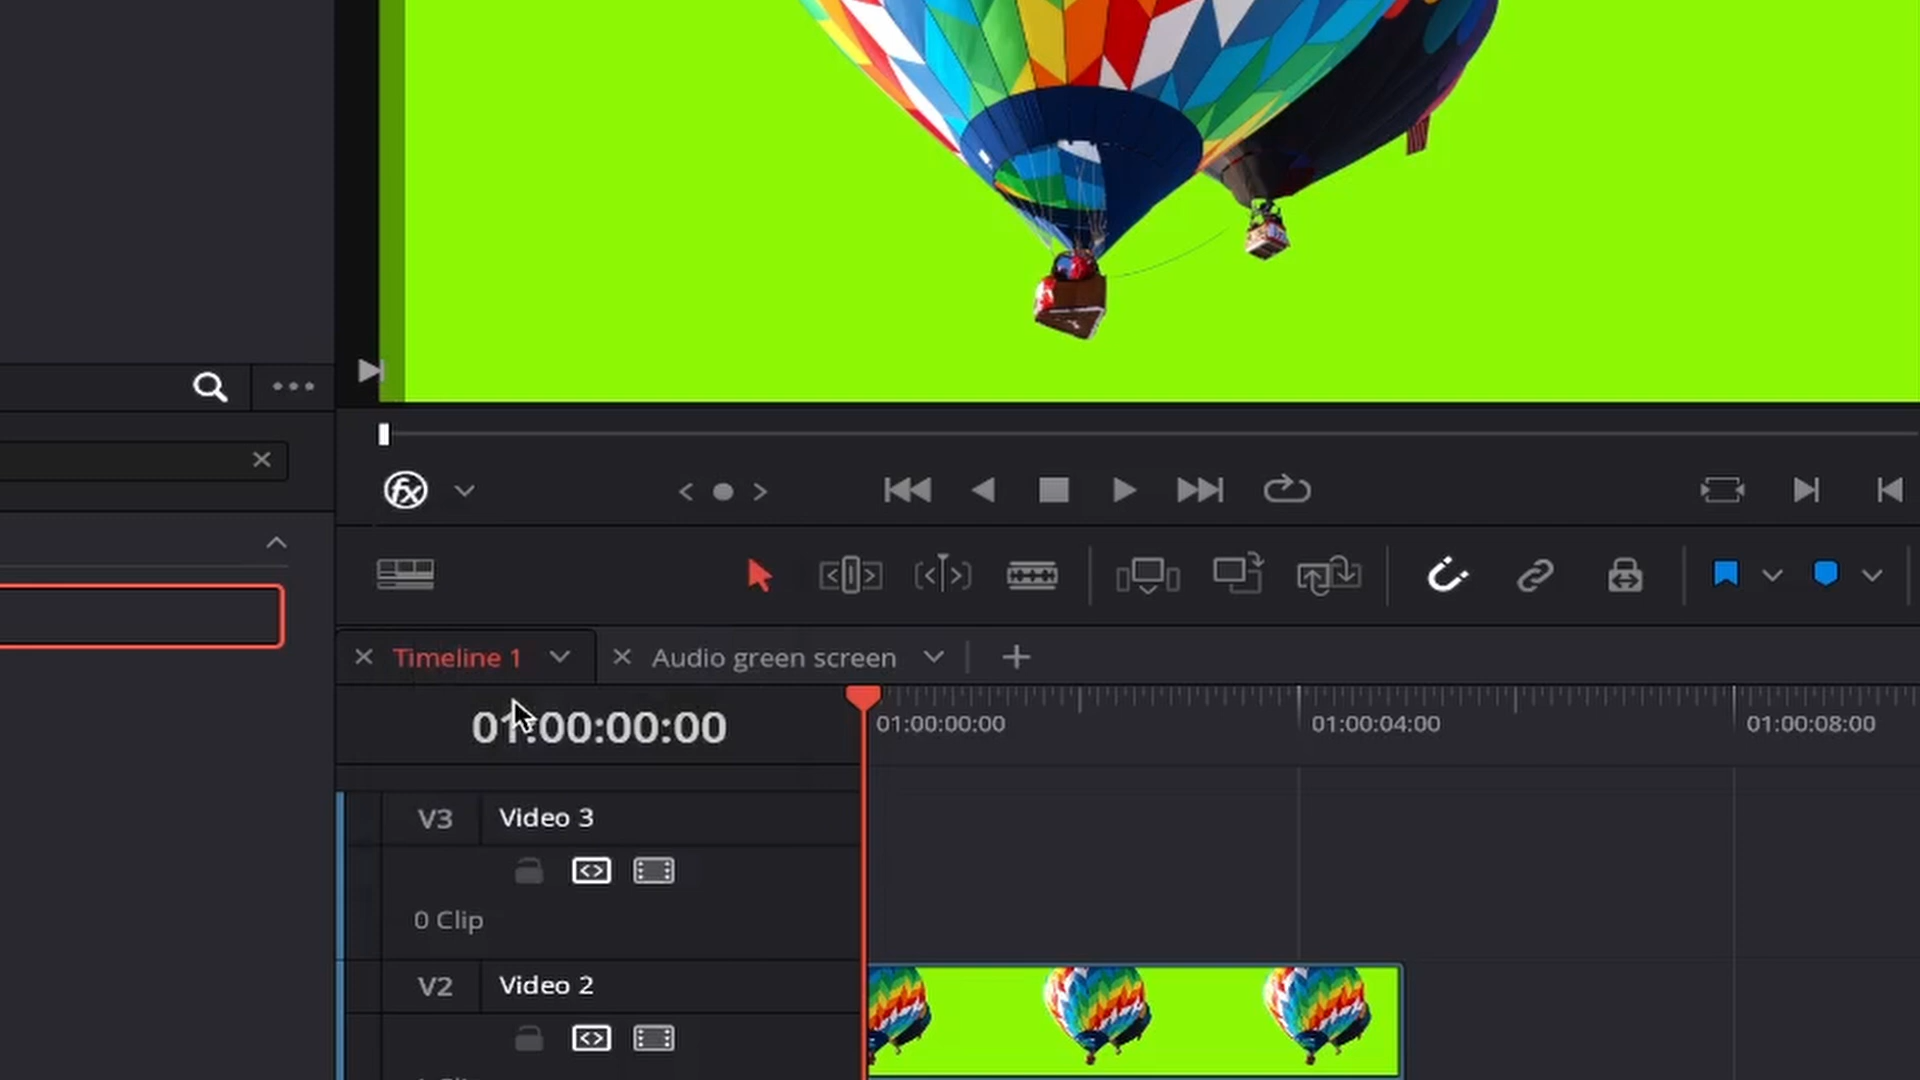 fx
Timeline 1
Audio green screen
01:00:00:00
01:00:00:00
01:00:04:00
01:00:08:00
V3
Video 3
0 Clip
V2
Video 2